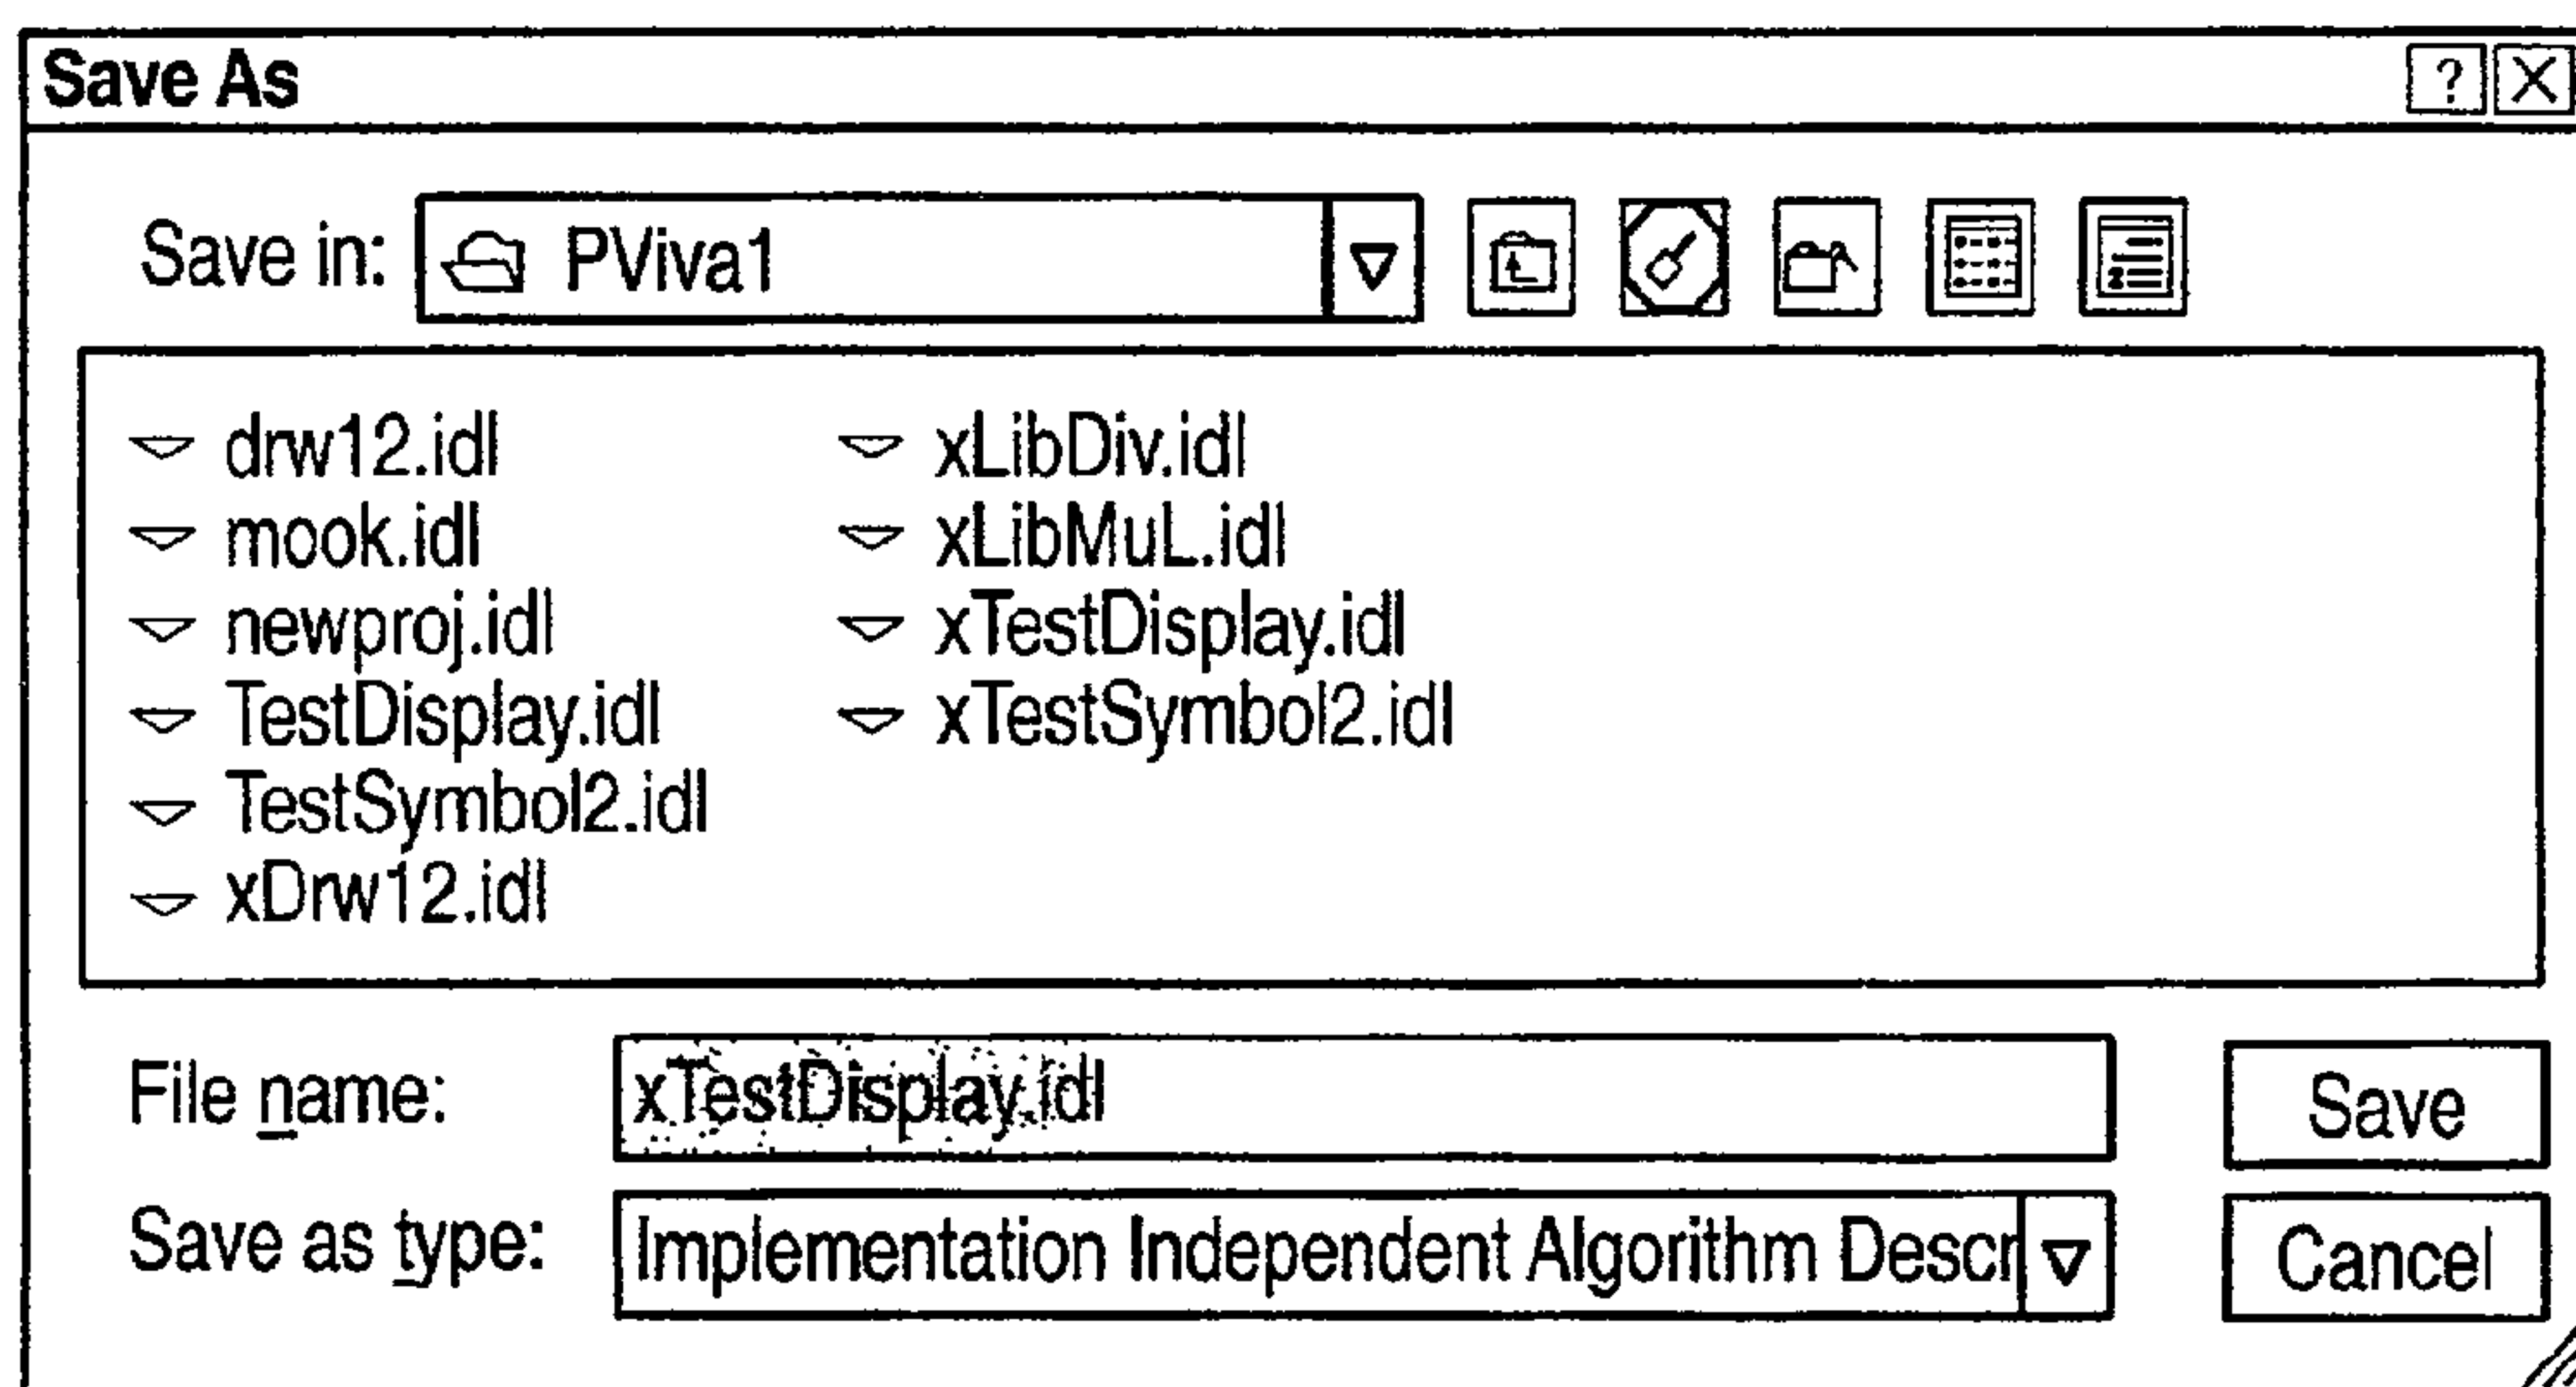 Save As ? X
Save in: PViva1
drw12.idl
mook.idl
newproj.idl
TestDisplay.idl
TestSymbol2.idl
xDrw12.idl
xLibDiv.idl
xLibMuL.idl
xTestDisplay.idl
xTestSymbol2.idl
File name: xTestDisplay.idl Save
Save as type: Implementation Independent Algorithm Descr Cancel